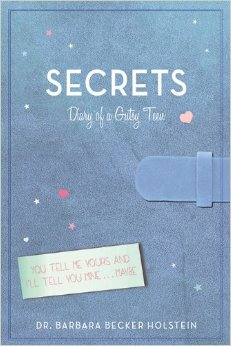 SECRETS
Diary of a Gutsy Teen
YOU TELL ME YOURS AND
I'LL TELL YOU MINE...MAYBE
DR. BARBARA BECKER HOLSTEIN